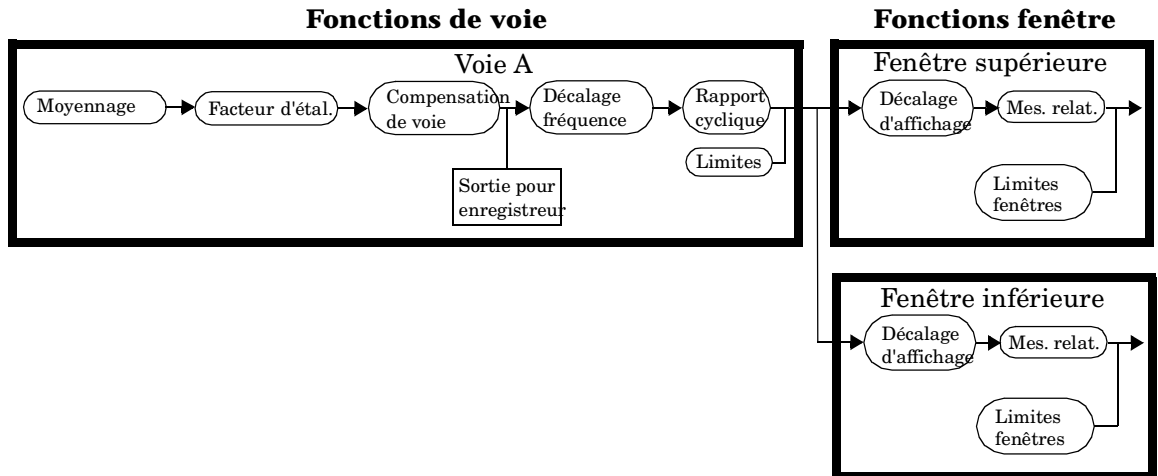 Fonctions de voie
Fonctions fenêtre
Voie A
Moyennage
Facteur d'étal.
Compensation
de voie
Décalage
fréquence
Rapport
cyclique
Limites
Sortie pour
enregistreur
Fenêtre supérieure
Décalage
d'affichage
Mes. relat.
Limites
fenêtres
Fenêtre inférieure
Décalage
d'affichage
Mes. relat.
Limites
fenêtres